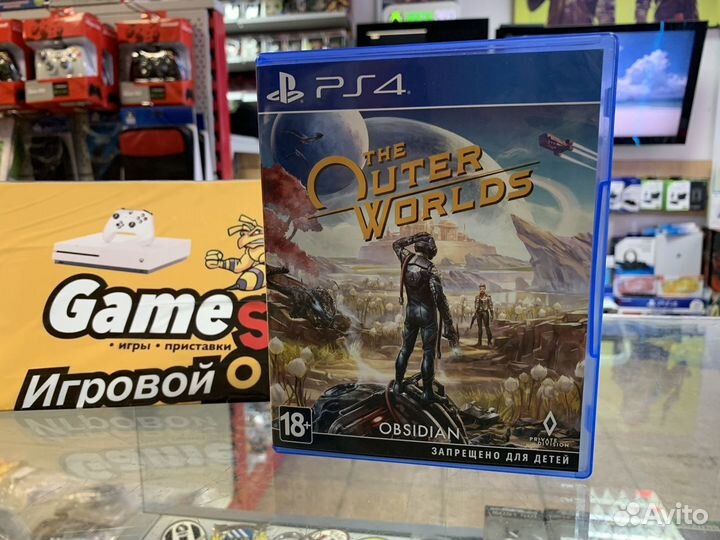 PS4
THE
OUTER
WORLDS
Games
• игры • приставки
Игровой
18+
OBSIDIAN
PRIVATE
DIVISION
ЗАПРЕЩЕНО ДЛЯ ДЕТЕЙ
Avito